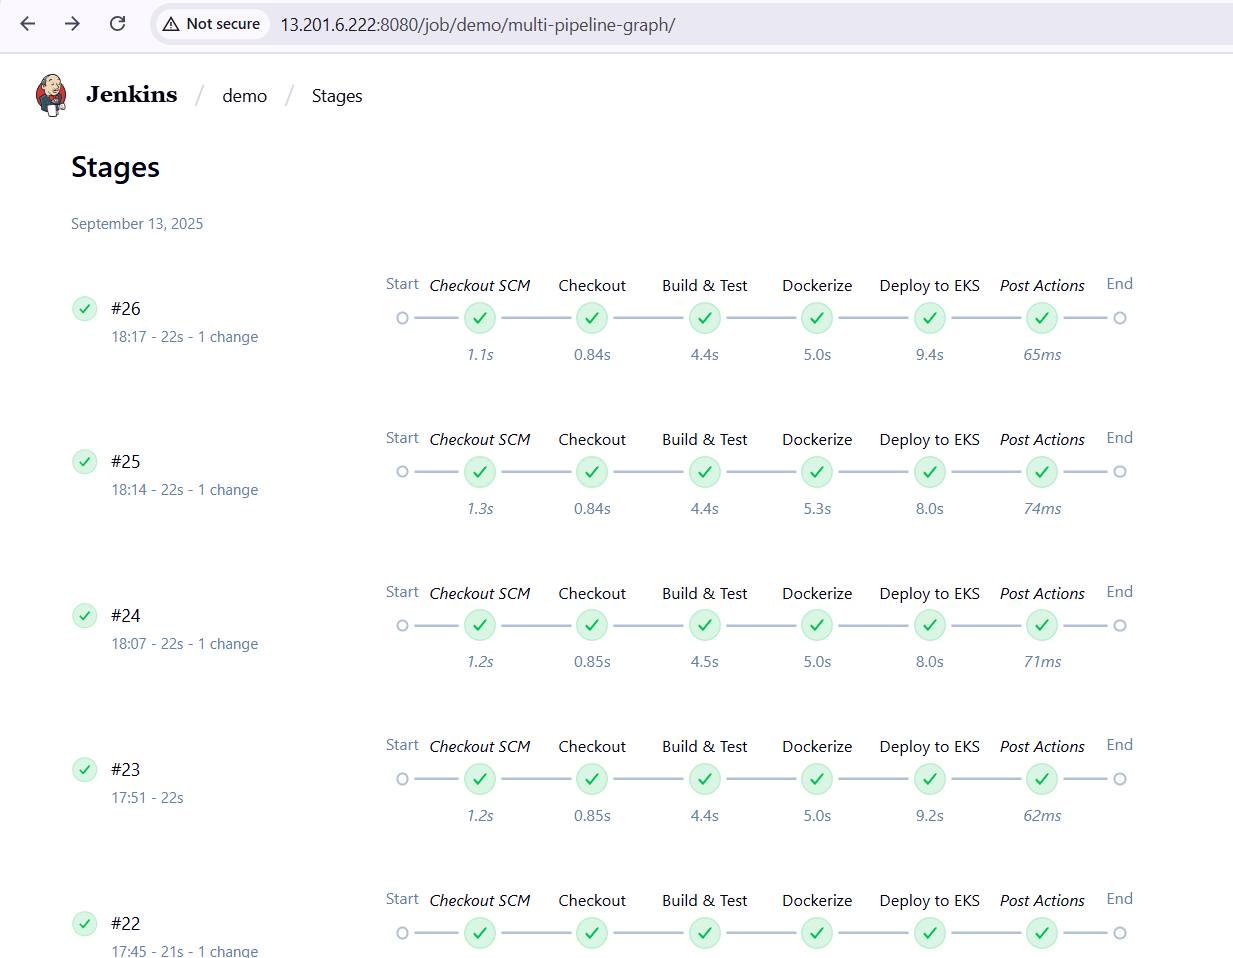 Not secure 13.201.6.222:8080/job/demo/multi-pipeline-graph/
Jenkins / demo / Stages
Stages
September 13, 2025
Start Checkout SCM Checkout Build & Test Dockerize Deploy to EKS Post Actions End
#26
18:17 - 22s - 1 change
1.1s 0.84s 4.4s 5.0s 9.4s 65ms
Start Checkout SCM Checkout Build & Test Dockerize Deploy to EKS Post Actions End
#25
18:14 - 22s - 1 change
1.3s 0.84s 4.4s 5.3s 8.0s 74ms
Start Checkout SCM Checkout Build & Test Dockerize Deploy to EKS Post Actions End
#24
18:07 - 22s - 1 change
1.2s 0.85s 4.5s 5.0s 8.0s 71ms
Start Checkout SCM Checkout Build & Test Dockerize Deploy to EKS Post Actions End
#23
17:51 - 22s
1.2s 0.85s 4.4s 5.0s 9.2s 62ms
Start Checkout SCM Checkout Build & Test Dockerize Deploy to EKS Post Actions End
#22
17:45 - 21s - 1 change